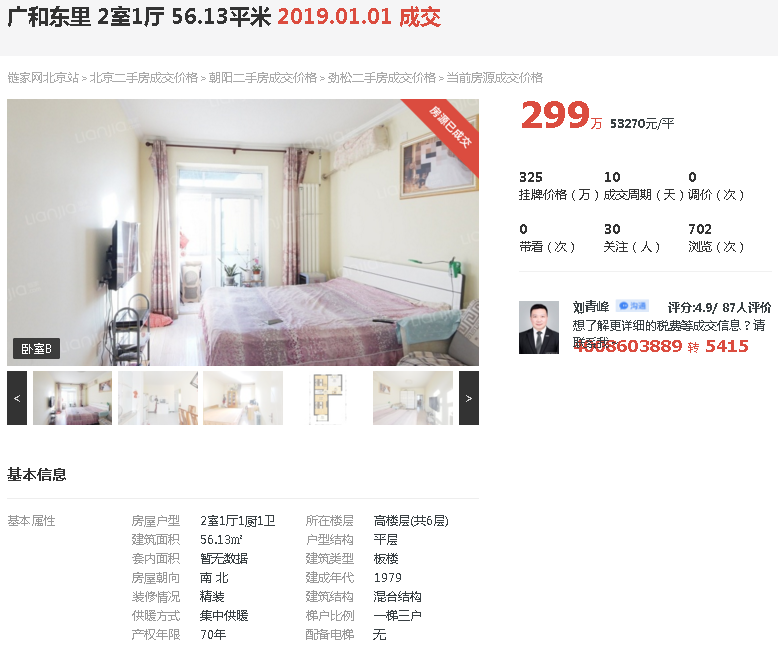 广和东里 2室1厅 56.13平米 2019.01.01 成交
链家网北京站 > 北京二手房成交价格 > 朝阳二手房成交价格 > 劲松二手房成交价格 > 当前房源成交价格
房源已成交
lianjia
卧室B
<
>
299万 53270元/平
325 10 0
挂牌价格（万） 成交周期（天） 调价（次）
0 30 702
带看（次） 关注（人） 浏览（次）
刘青峰 沟通 评分:4.9/ 87人评价
想了解更详细的税费等成交信息？请
联系我
4008603889 转 5415
基本信息
基本属性 房屋户型 2室1厅1厨1卫 所在楼层 高楼层(共6层)
建筑面积 56.13㎡ 户型结构 平层
套内面积 暂无数据 建筑类型 板楼
房屋朝向 南 北 建成年代 1979
装修情况 精装 建筑结构 混合结构
供暖方式 集中供暖 梯户比例 一梯三户
产权年限 70年 配备电梯 无